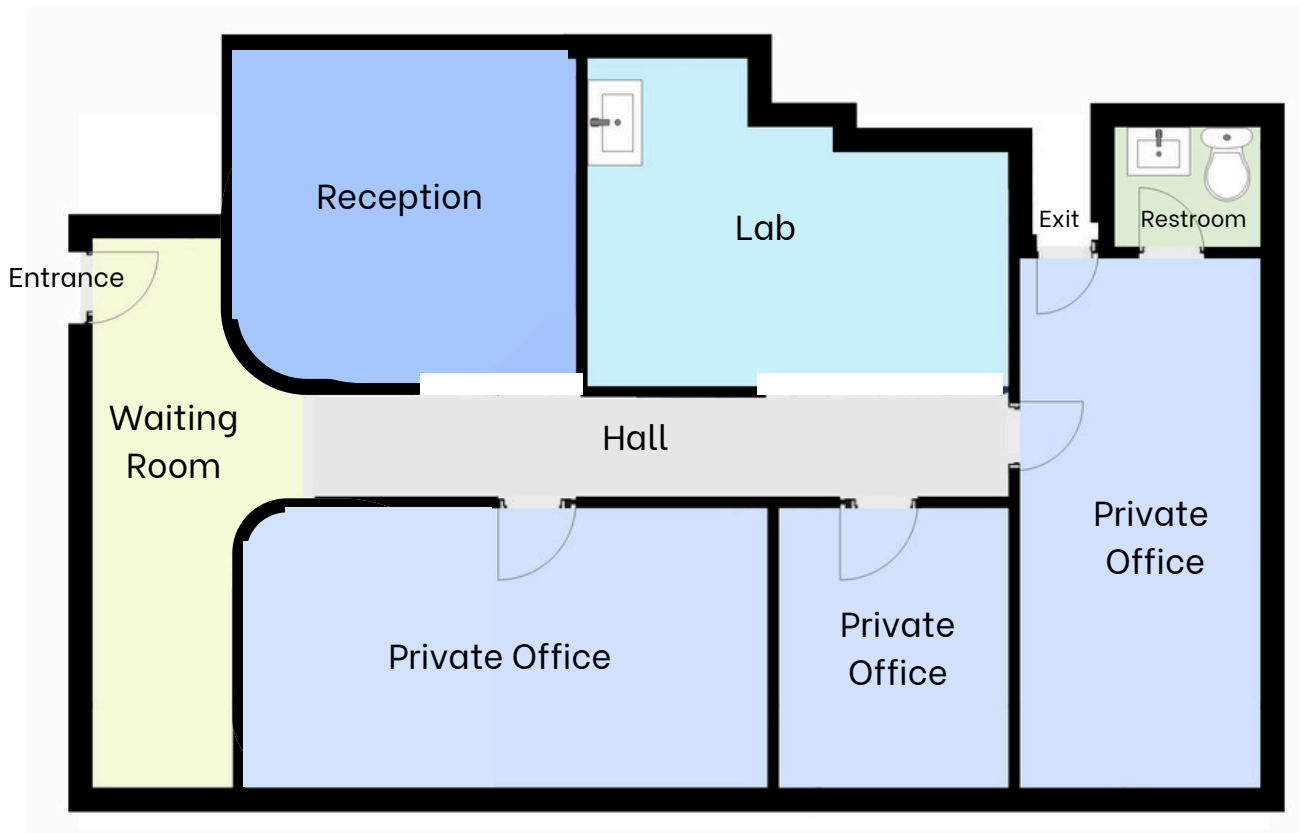 Reception
Lab
Exit
Restroom
Entrance
Waiting
Room
Hall
Private
Office
Private Office
Private
Office